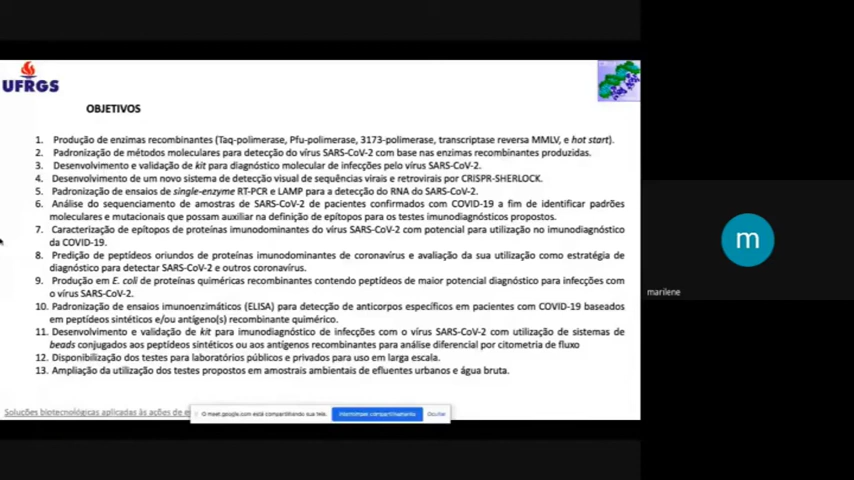 UFRGS
OBJETIVOS
1. Produção de enzimas recombinantes (Taq-polimerase, Pfu-polimerase, 3173-polimerase, transcriptase reversa MMLV, e hot start).
2. Padronização de métodos moleculares para detecção do vírus SARS-CoV-2 com base nas enzimas recombinantes produzidas.
3. Desenvolvimento e validação de kit para diagnóstico molecular de infecções pelo vírus SARS-CoV-2.
4. Desenvolvimento de um novo sistema de detecção visual de sequências virais e retrovirais por CRISPR-SHERLOCK.
5. Padronização de ensaios de single-enzyme RT-PCR e LAMP para a detecção do RNA do SARS-CoV-2.
6. Análise do sequenciamento de amostras de SARS-CoV-2 de pacientes confirmados com COVID-19 a fim de identificar padrões
moleculares e mutacionais que possam auxiliar na definição de epítopos para os testes imunodiagnósticos propostos.
7. Caracterização de epítopos de proteínas imunodominantes do vírus SARS-CoV-2 com potencial para utilização no imunodiagnóstico
da COVID-19.
8. Predição de peptídeos oriundos de proteínas imunodominantes de coronavírus e avaliação da sua utilização como estratégia de
diagnóstico para detectar SARS-CoV-2 e outros coronavírus.
9. Produção em E. coli de proteínas quiméricas recombinantes contendo peptídeos de maior potencial diagnóstico para infecções com
o vírus SARS-CoV-2.
10. Padronização de ensaios imunoenzimáticos (ELISA) para detecção de anticorpos específicos em pacientes com COVID-19 baseados
em peptídeos sintéticos e/ou antígeno(s) recombinante quimérico.
11. Desenvolvimento e validação de kit para imunodiagnóstico de infecções com o vírus SARS-CoV-2 com utilização de sistemas de
beads conjugados aos peptídeos sintéticos ou aos antígenos recombinantes para análise diferencial por citometria de fluxo
12. Disponibilização dos testes para laboratórios públicos e privados para uso em larga escala.
13. Ampliação da utilização dos testes propostos em amostrais ambientais de efluentes urbanos e água bruta.
Soluções biotecnológicas aplicadas às ações de
O meet.google.com está compartilhando sua tela.
Interromper compartilhamento
Ocultar
m
marilene